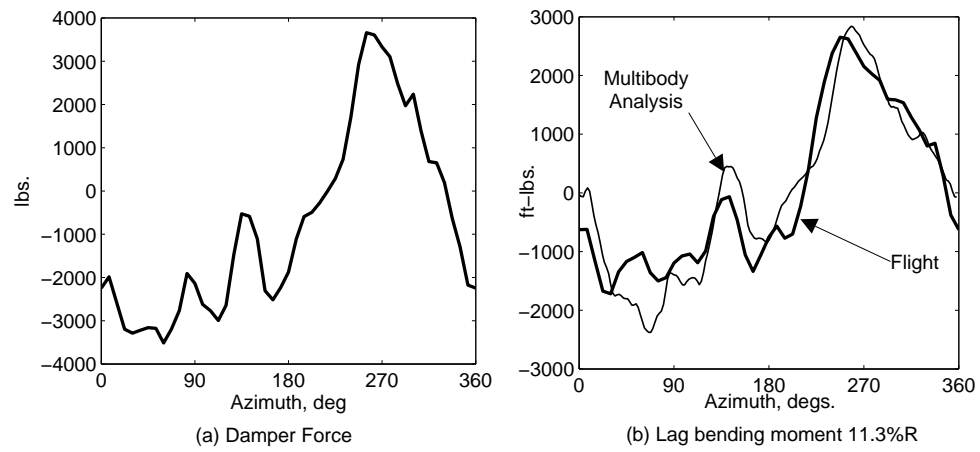 4000
3000
2000
1000
0
−1000
−2000
−3000
−4000
lbs.
0
90
180
270
360
Azimuth, deg
(a) Damper Force
3000
2000
1000
0
−1000
−2000
−3000
ft−lbs.
Multibody
Analysis
Flight
0
90
180
270
360
Azimuth, degs.
(b) Lag bending moment 11.3%R